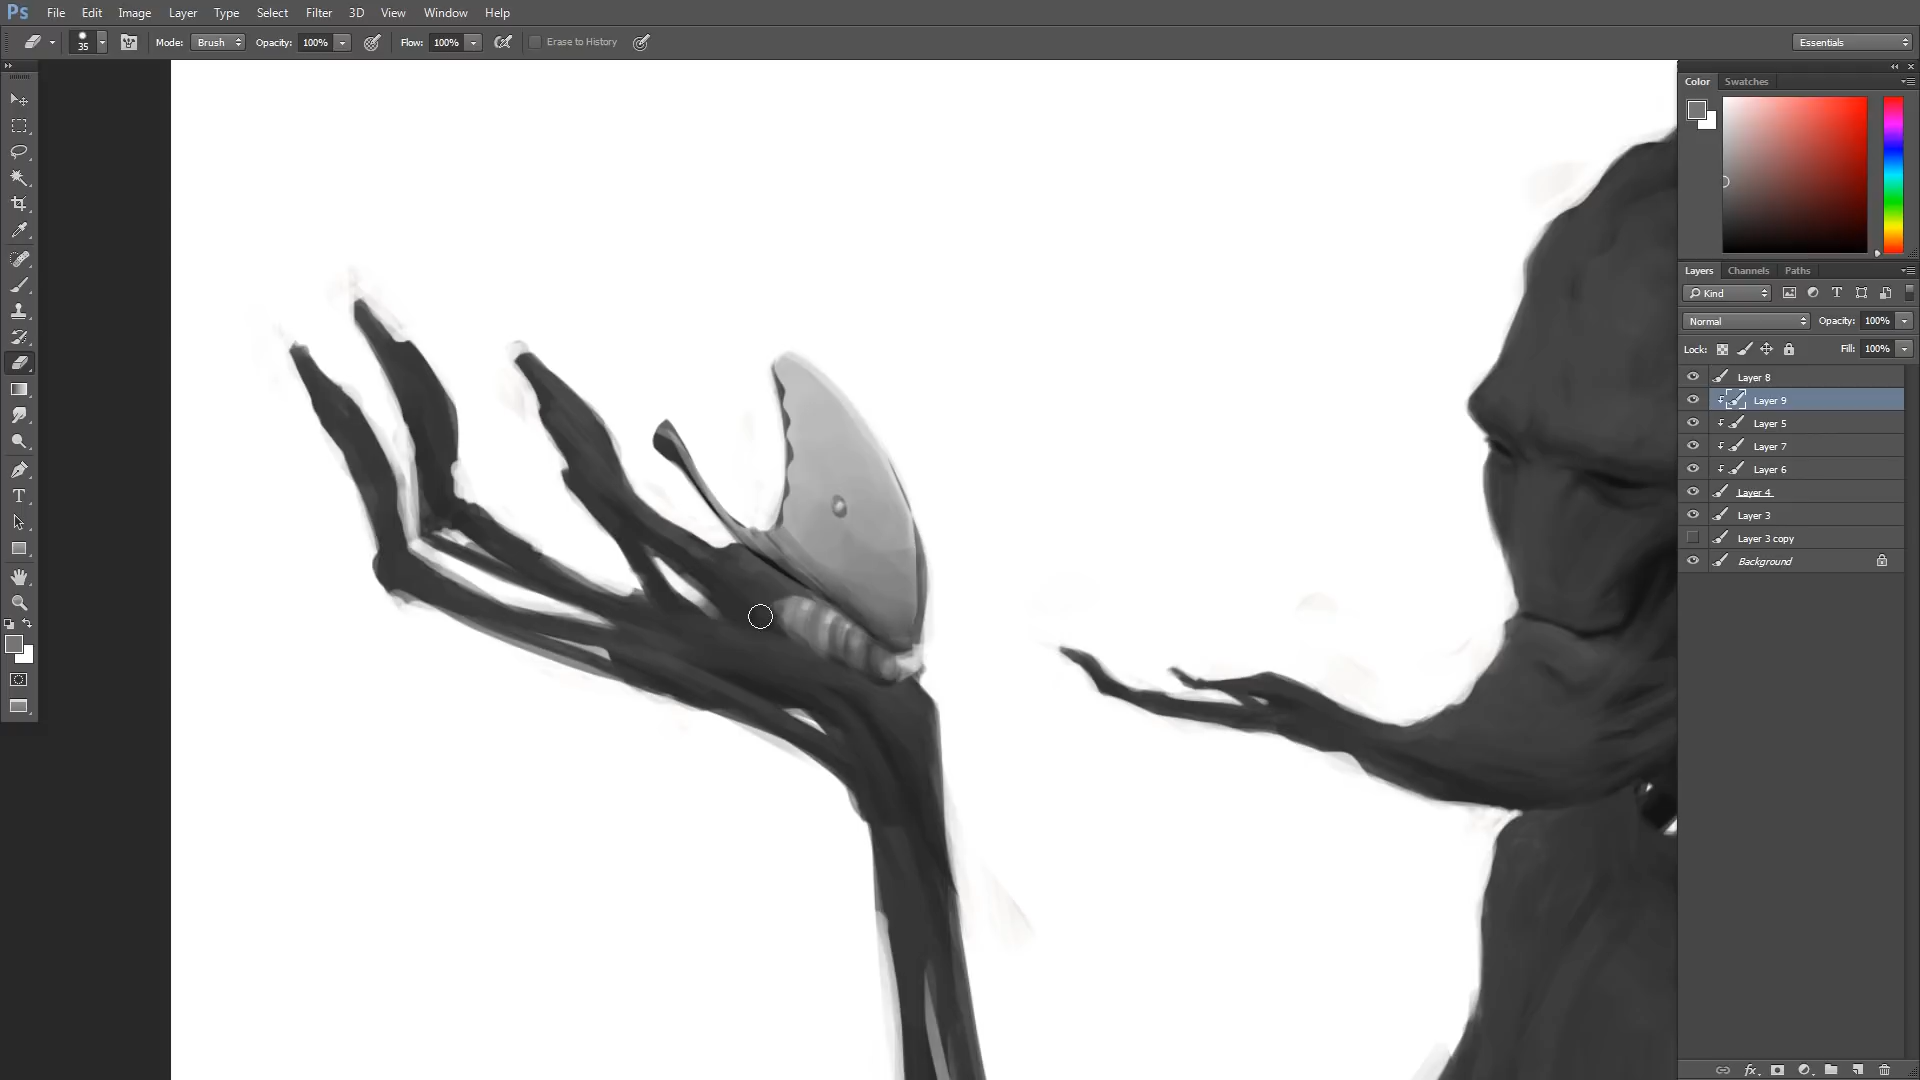 Ps File Edit Image Layer Type Select Filter 3D View Window Help
35 Mode: Brush Opacity: 100% Flow: 100% Erase to History Essentials
Color Swatches
Layers Channels Paths
Kind T
Normal Opacity: 100%
Lock: Fill: 100%
Layer 8
Layer 9
Layer 5
Layer 7
Layer 6
Layer 4
Layer 3
Layer 3 copy
Background
T
fx